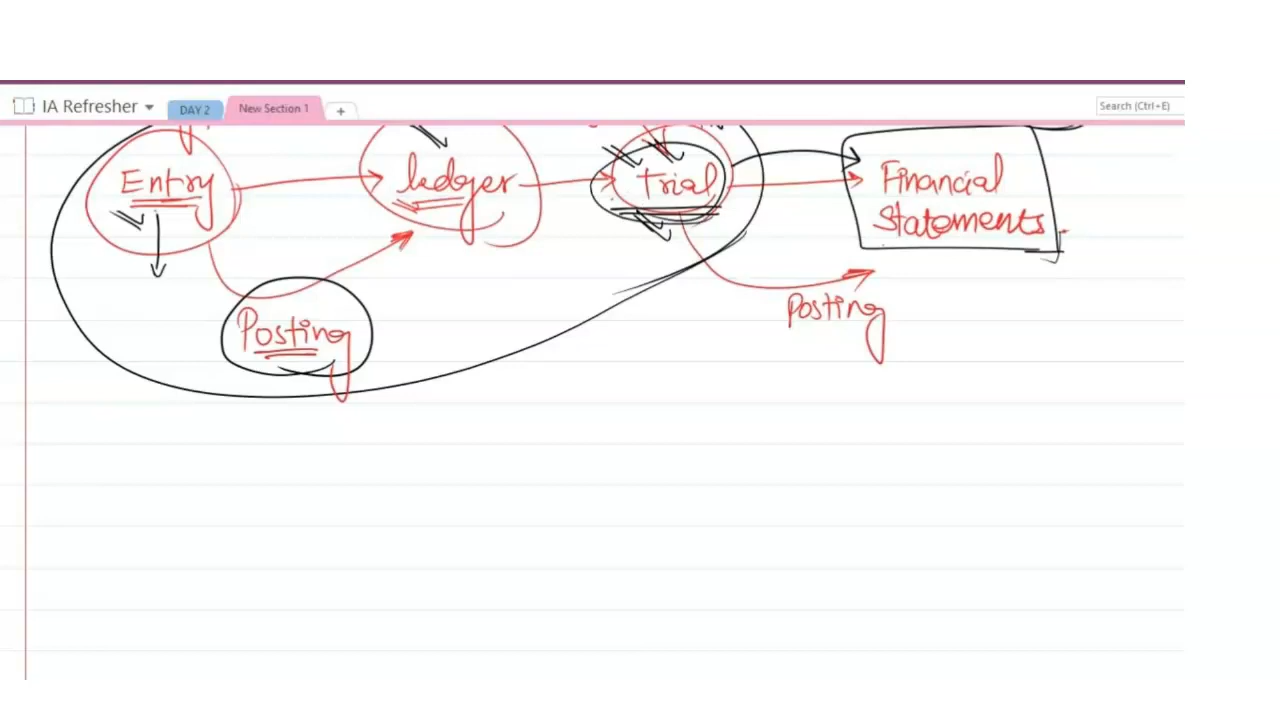 IA Refresher
DAY 2
New Section 1
+
Search (Ctrl+E)
Entry
ledger
Trial
Financial
Statements
Posting
Posting